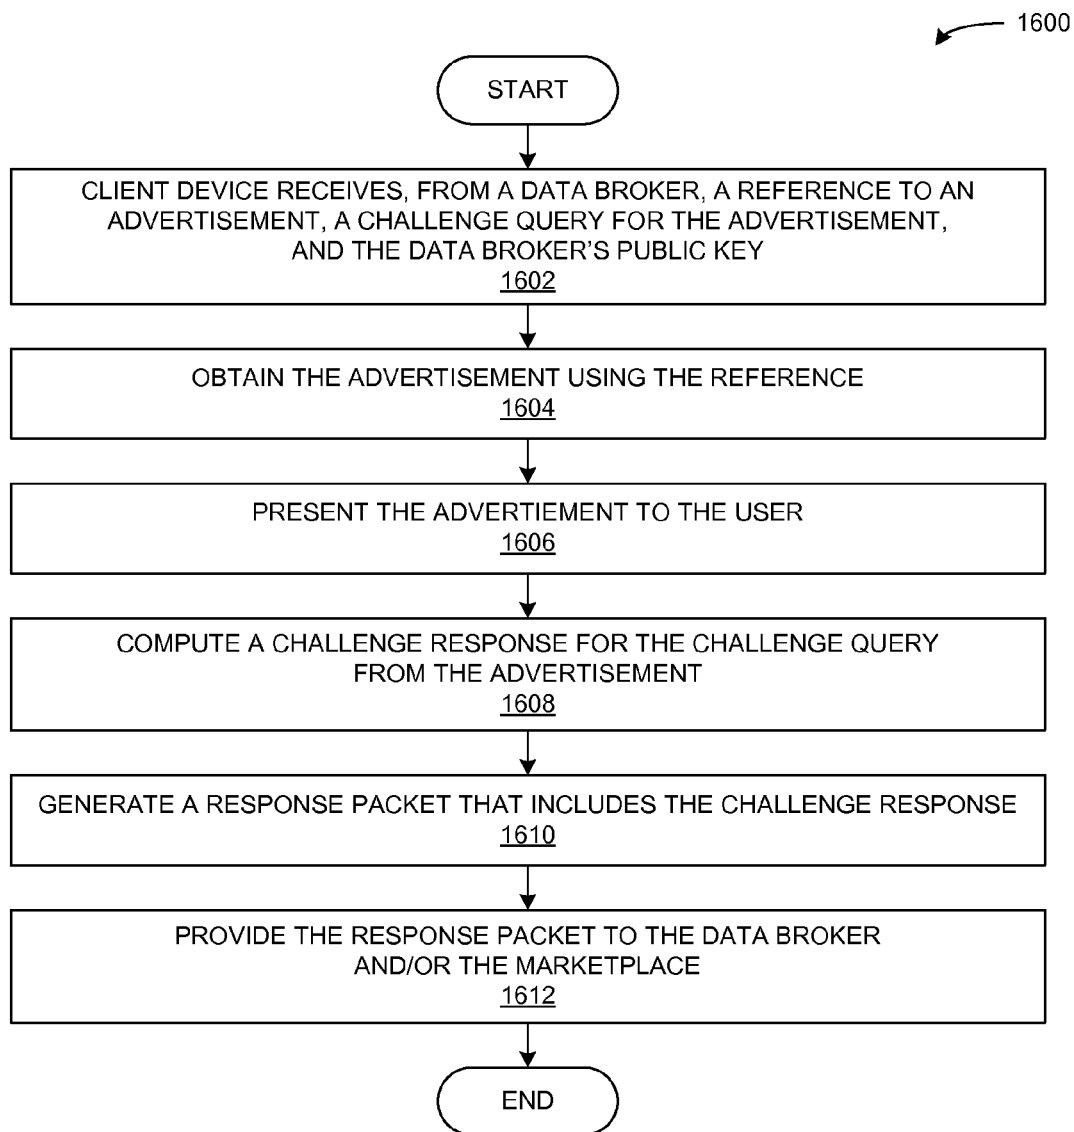 1600
START
CLIENT DEVICE RECEIVES, FROM A DATA BROKER, A REFERENCE TO AN
ADVERTISEMENT, A CHALLENGE QUERY FOR THE ADVERTISEMENT,
AND THE DATA BROKER'S PUBLIC KEY
1602
OBTAIN THE ADVERTISEMENT USING THE REFERENCE
1604
PRESENT THE ADVERTIEMENT TO THE USER
1606
COMPUTE A CHALLENGE RESPONSE FOR THE CHALLENGE QUERY
FROM THE ADVERTISEMENT
1608
GENERATE A RESPONSE PACKET THAT INCLUDES THE CHALLENGE RESPONSE
1610
PROVIDE THE RESPONSE PACKET TO THE DATA BROKER
AND/OR THE MARKETPLACE
1612
END